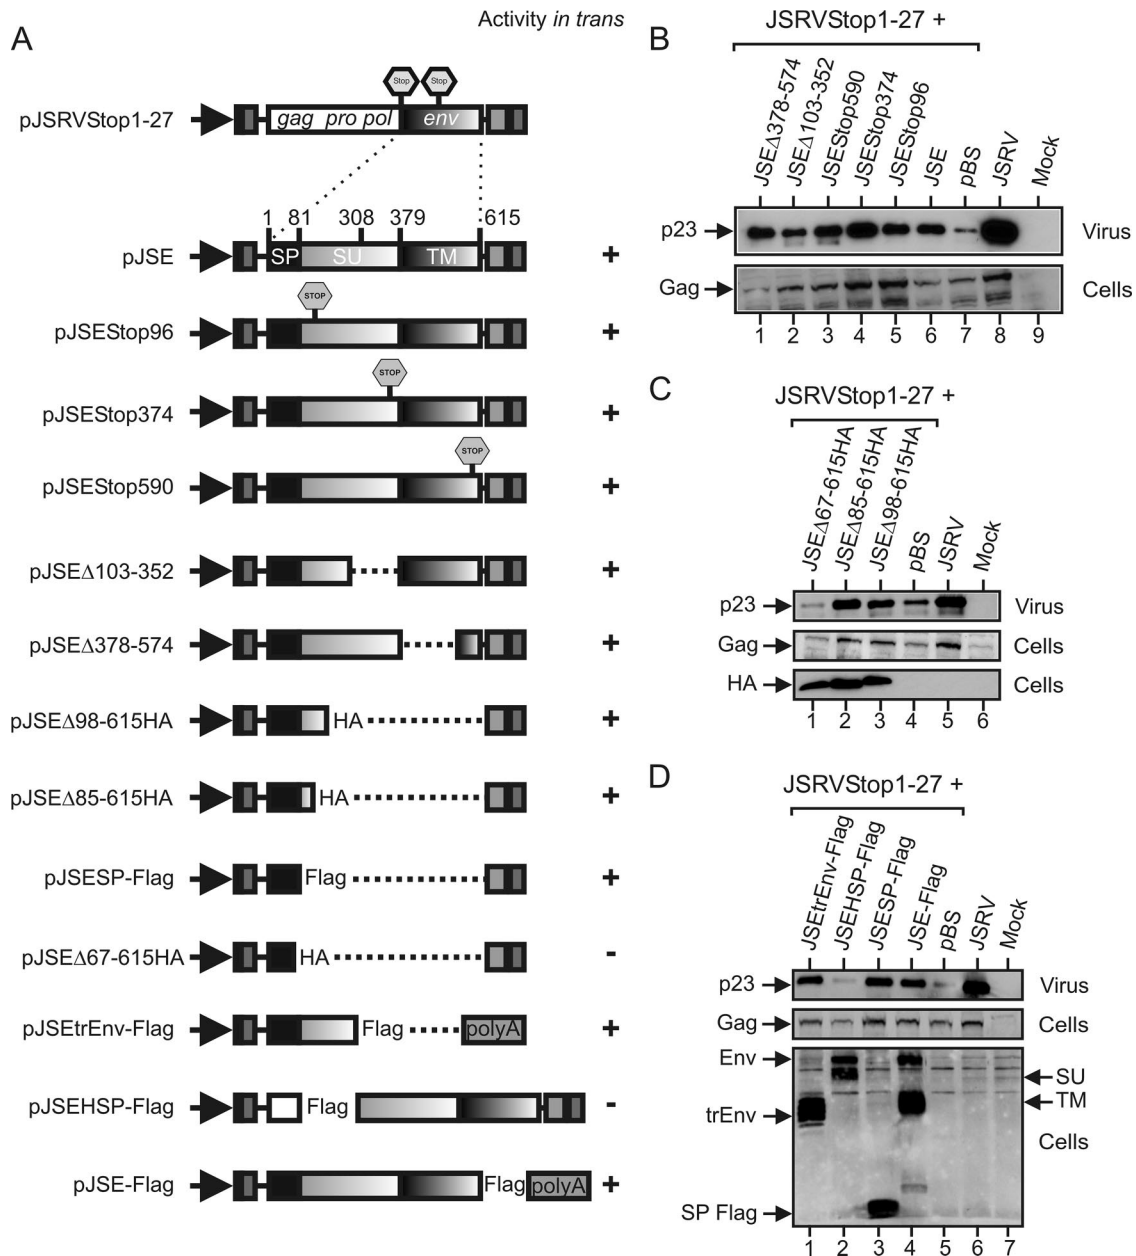 Activity in trans
A
Stop Stop
pJSRVStop1-27 gag pro pol env
1 81 308 379 615
pJSE SP SU TM +
STOP
pJSEStop96 +
STOP
pJSEStop374 +
STOP
pJSEStop590 +
pJSEΔ103-352 +
pJSEΔ378-574 +
pJSEΔ98-615HA HA +
pJSEΔ85-615HA HA +
pJSESP-Flag Flag +
pJSEΔ67-615HA HA -
pJSEtrEnv-Flag Flag polyA +
pJSEHSP-Flag Flag -
pJSE-Flag Flag polyA +
B
JSRVStop1-27 +
JSEΔ378-574
JSEΔ103-352
JSEStop590
JSEStop374
JSEStop96
JSE
pBS
JSRV
Mock
p23 Virus
Gag Cells
1 2 3 4 5 6 7 8 9
C
JSRVStop1-27 +
JSEΔ67-615HA
JSEΔ85-615HA
JSEΔ98-615HA
pBS
JSRV
Mock
p23 Virus
Gag Cells
HA Cells
1 2 3 4 5 6
D
JSRVStop1-27 +
JSEtrEnv-Flag
JSEHSP-Flag
JSESP-Flag
JSE-Flag
pBS
JSRV
Mock
p23 Virus
Gag Cells
Env
SU
TM
trEnv
Cells
SP Flag
1 2 3 4 5 6 7